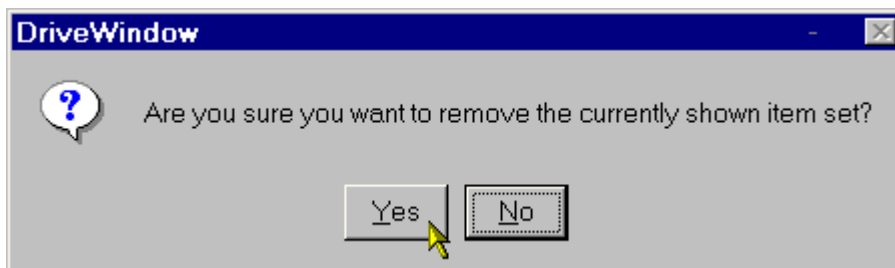 DriveWindow
Are you sure you want to remove the currently shown item set?
Yes No